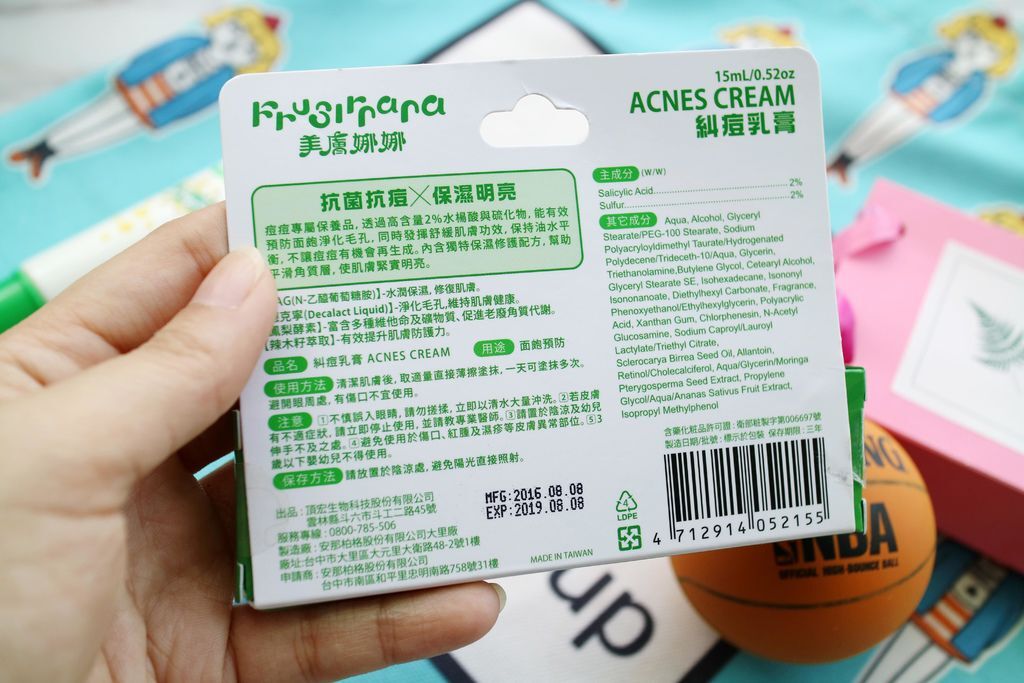 Krusimana
美膚娜娜
15mL/0.52oz
ACNES CREAM
糾痘乳膏
抗菌抗痘×保濕明亮
痘痘專屬保養品，透過高含量2%水楊酸與硫化物，能有效
預防面皰淨化毛孔，同時發揮舒緩肌膚功效，保持油水平
衡，不讓痘痘有機會再生成。內含獨特保濕修護配方，幫助
平滑角質層，使肌膚緊實明亮。
AG(N-乙醯葡萄糖胺)】-水潤保濕，修復肌膚。
克寧(Decalact Liquid)】-淨化毛孔，維持肌膚健康。
鳳梨酵素】-富含多種維他命及礦物質、促進老廢角質代謝。
【辣木籽萃取】-有效提升肌膚防護力。
品名 糾痘乳膏 ACNES CREAM 用途 面皰預防
使用方法 清潔肌膚後，取適量直接薄擦塗抹，一天可塗抹多次。
避開眼周處，有傷口不宜使用。
注意 ①不慎誤入眼睛，請勿搓揉，立即以清水大量沖洗。②若皮膚
有不適症狀，請立即停止使用，並請教專業醫師。③請置於陰涼及幼兒
伸手不及之處。④避免使用於傷口、紅腫及濕疹等皮膚異常部位。⑤3
歲以下嬰幼兒不得使用。
保存方法 請放置於陰涼處，避免陽光直接照射。
出品：頂宏生物科技股份有限公司
雲林縣斗六市斗工二路45號
服務專線：0800-785-506
製造廠：安那柏格股份有限公司大里廠
廠址：台中市大里區大元里大衛路48-2號1樓
申請商：安那柏格股份有限公司
台中市南區和平里忠明南路758號31樓
MFG:2016.08.08
EXP:2019.08.08
MADE IN TAIWAN
主成分 (W/W)
Salicylic Acid.......................................2%
Sulfur..................................................2%
其它成分 Aqua, Alcohol, Glyceryl
Stearate/PEG-100 Stearate, Sodium
Polyacryloyldimethyl Taurate/Hydrogenated
Polydecene/Trideceth-10/Aqua, Glycerin,
Triethanolamine,Butylene Glycol, Cetearyl Alcohol,
Glyceryl Stearate SE, Isohexadecane, Isononyl
Isononanoate, Diethylhexyl Carbonate, Fragrance,
Phenoxyethanol/Ethylhexylglycerin, Polyacrylic
Acid, Xanthan Gum, Chlorphenesin, N-Acetyl
Glucosamine, Sodium Caproyl/Lauroyl
Lactylate/Triethyl Citrate,
Sclerocarya Birrea Seed Oil, Allantoin,
Retinol/Cholecalciferol, Aqua/Glycerin/Moringa
Pterygosperma Seed Extract, Propylene
Glycol/Aqua/Ananas Sativus Fruit Extract,
Isopropyl Methylphenol
含藥化粧品許可證：衛部粧製字第006697號
製造日期/批號：標示於包裝 保存期限：三年
4
LDPE
4 712914 052155
NG
NBA
OFFICIAL HIGH-BOUNCE BALL
up